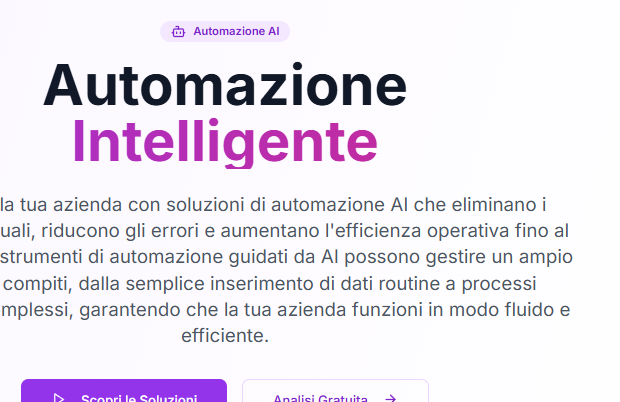 Automazione AI
Automazione
Intelligente
la tua azienda con soluzioni di automazione AI che eliminano i
uali, riducono gli errori e aumentano l'efficienza operativa fino al
strumenti di automazione guidati da AI possono gestire un ampio
compiti, dalla semplice inserimento di dati routine a processi
mplessi, garantendo che la tua azienda funzioni in modo fluido e
efficiente.
Scopri le Soluzioni
Analisi Gratuita